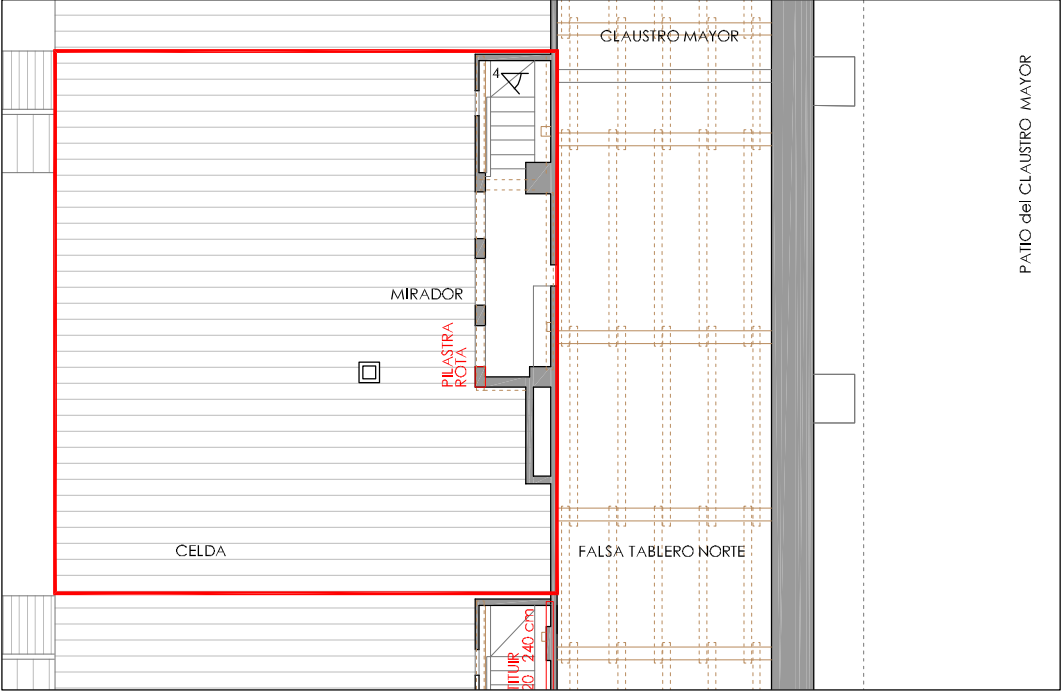 CLAUSTRO MAYOR
PATIO del CLAUSTRO MAYOR
4
MIRADOR
PILASTRA
ROTA
CELDA
FALSA TABLERO NORTE
240 cm